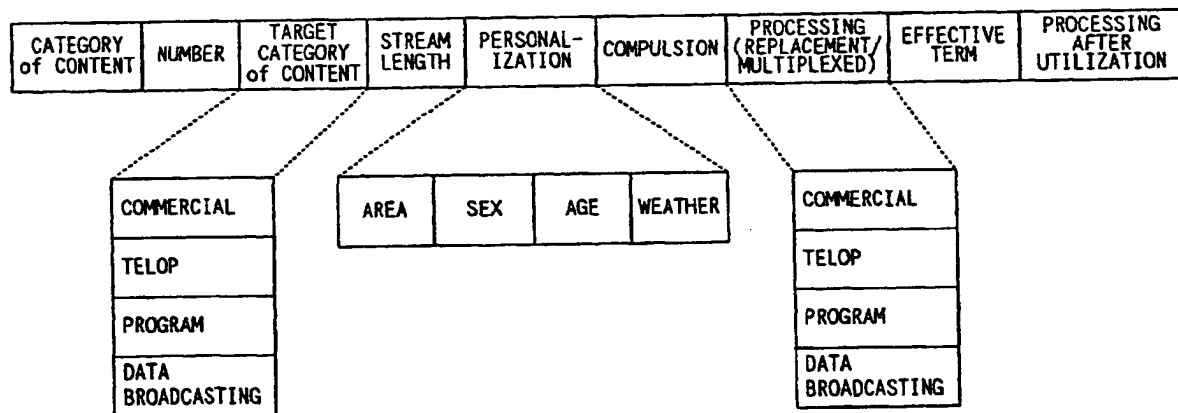 CATEGORY
of CONTENT
NUMBER
TARGET
CATEGORY
of CONTENT
STREAM
LENGTH
PERSONAL-
IZATION
COMPULSION
PROCESSING
(REPLACEMENT/
MULTIPLEXED)
EFFECTIVE
TERM
PROCESSING
AFTER
UTILIZATION
COMMERCIAL
TELOP
PROGRAM
DATA
BROADCASTING
AREA
SEX
AGE
WEATHER
COMMERCIAL
TELOP
PROGRAM
DATA
BROADCASTING